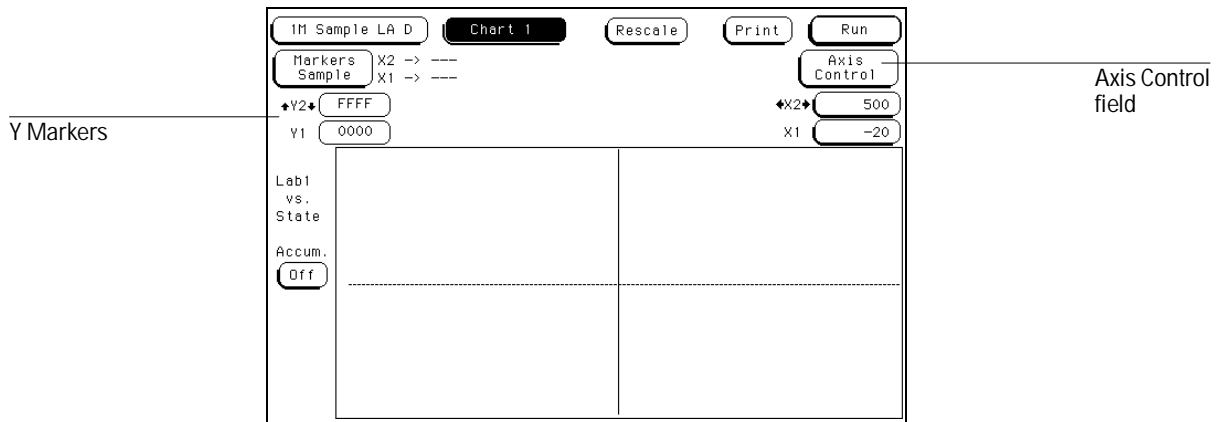 1M Sample LA D Chart 1 Rescale Print Run
Markers Sample X2 -> ---
X1 -> ---
Axis Control
Axis Control field
Y2 FFFF
X2 500
Y Markers
Y1 0000
X1 -20
Lab1
vs.
State
Accum.
Off